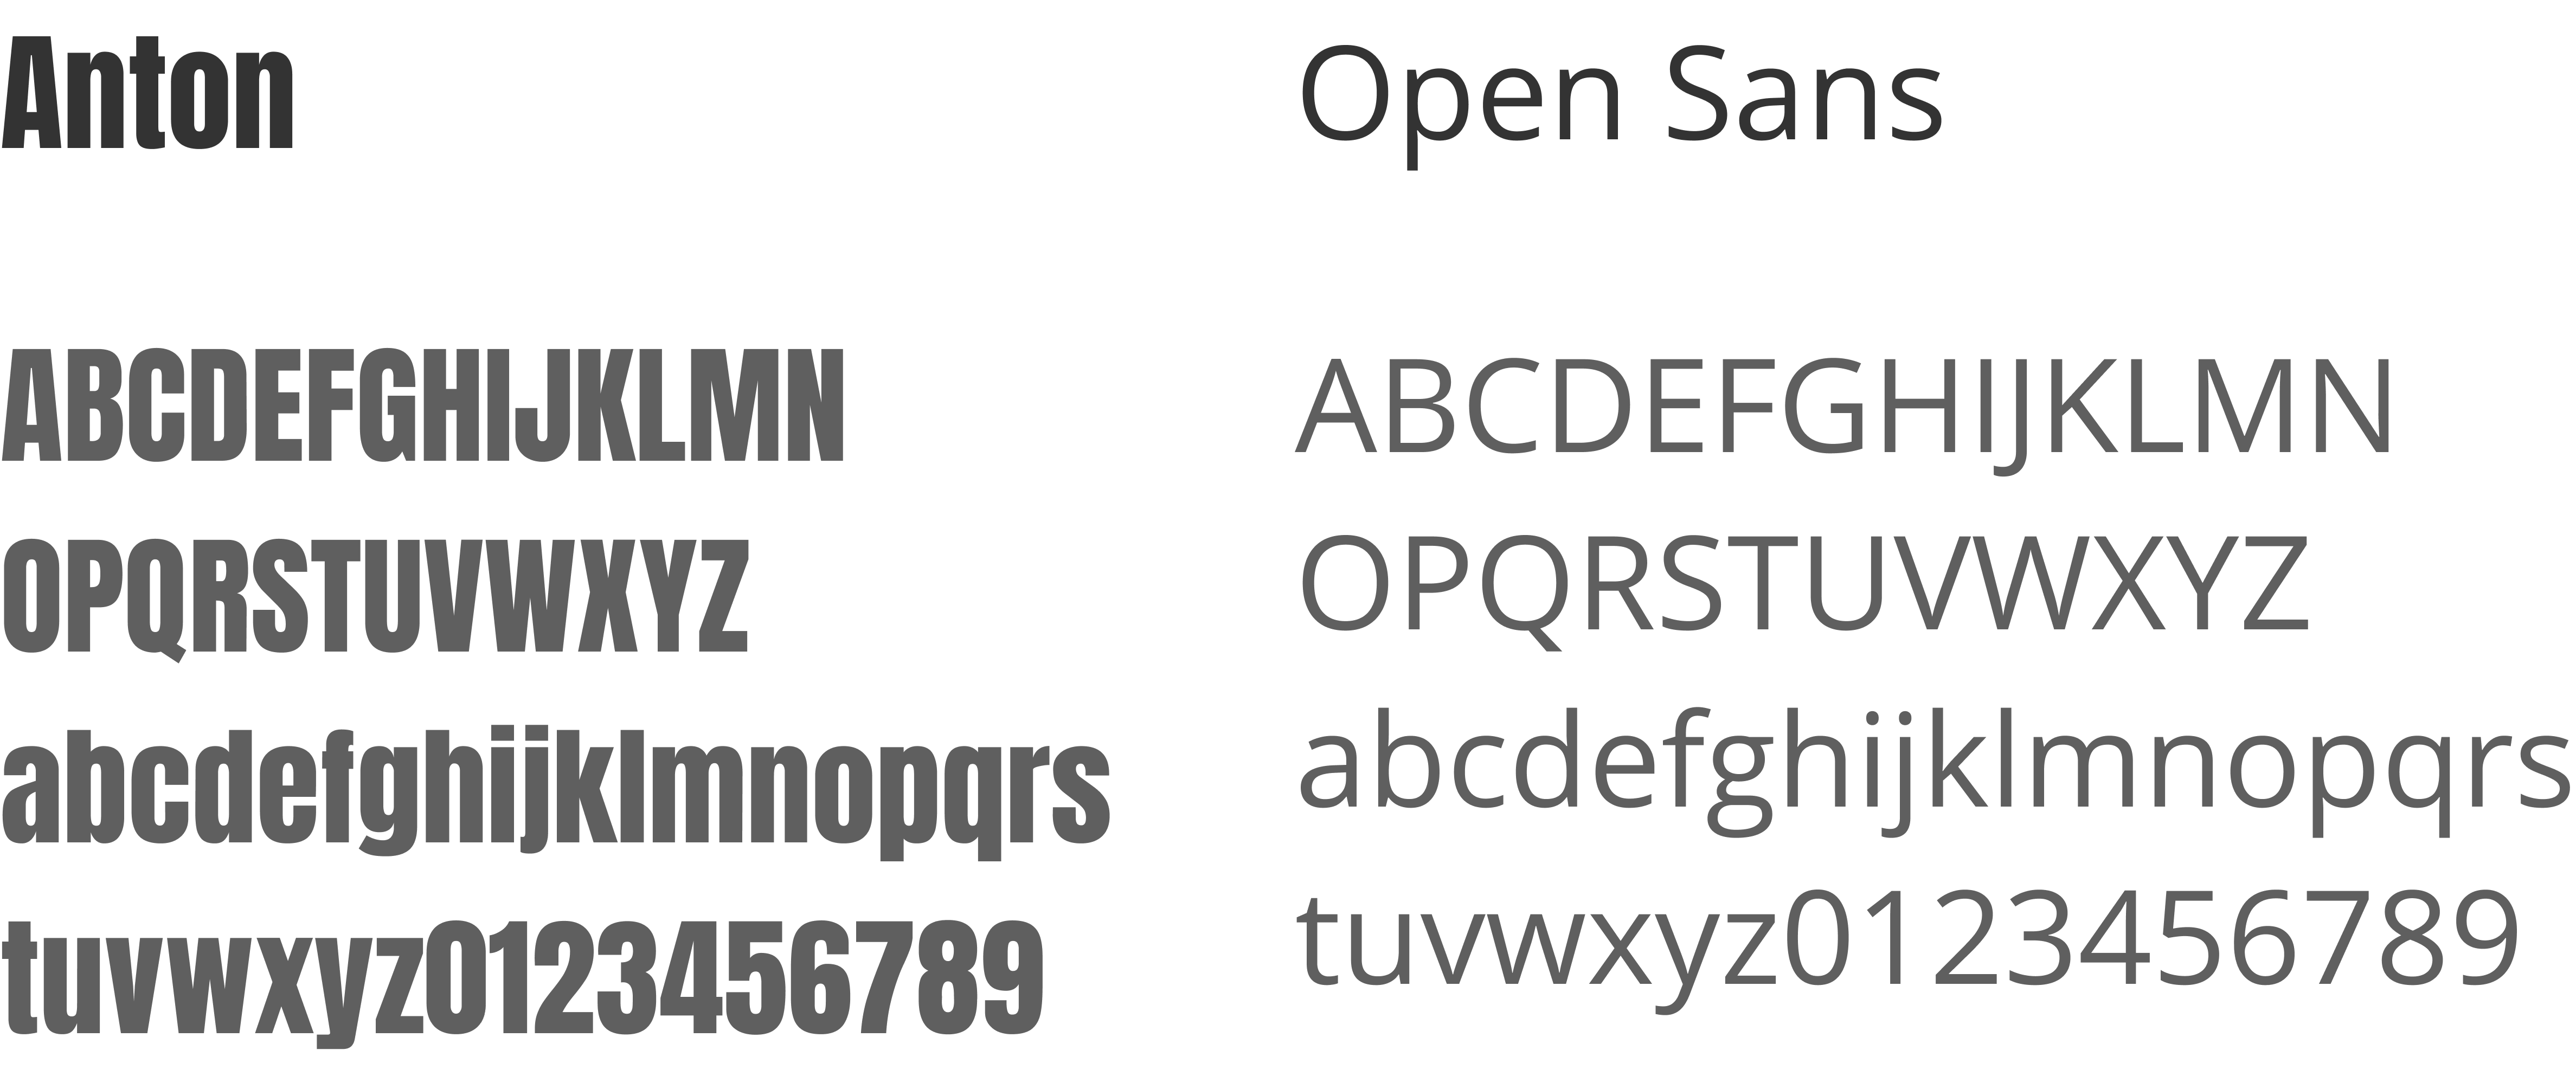 Anton
ABCDEFGHIJKLMN
OPQRSTUVWXYZ
abcdefghijklmnopqrs
tuvwxyz0123456789
Open Sans
ABCDEFGHIJKLMN
OPQRSTUVWXYZ
abcdefghijklmnopqrs
tuvwxyz0123456789